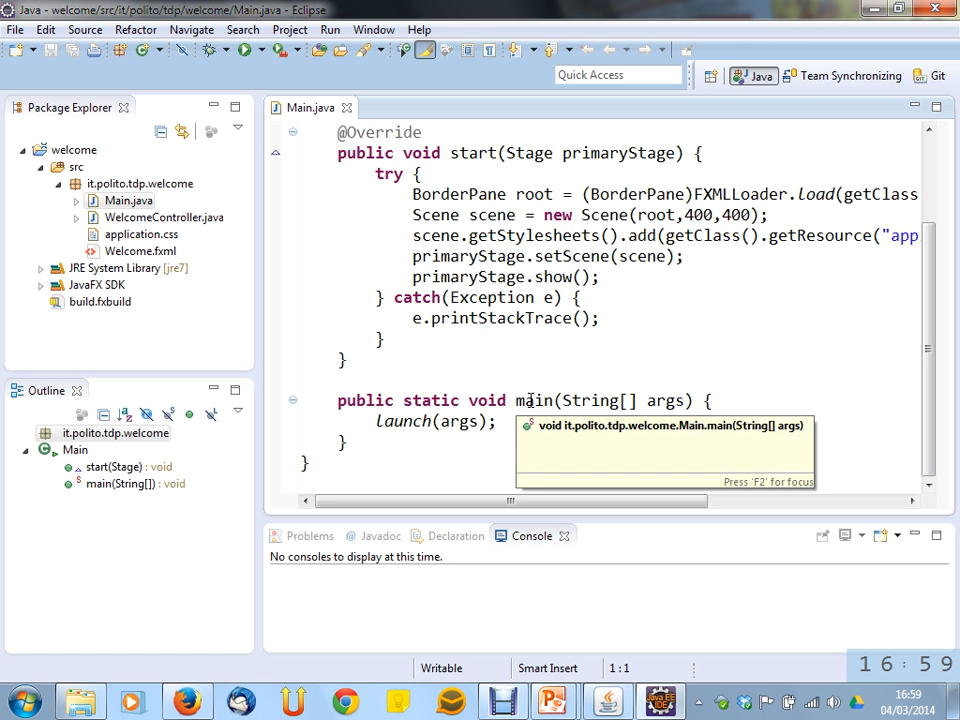 Java - welcome/src/it/polito/tdp/welcome/Main.java - Eclipse
File Edit Source Refactor Navigate Search Project Run Window Help
Quick Access
Java
Team Synchronizing
Git
Package Explorer
welcome
src
it.polito.tdp.welcome
Main.java
WelcomeController.java
application.css
Welcome.fxml
JRE System Library [jre7]
JavaFX SDK
build.fxbuild
Outline
it.polito.tdp.welcome
Main
start(Stage) : void
main(String[]) : void
Main.java
@Override
public void start(Stage primaryStage) {
try {
BorderPane root = (BorderPane)FXMLLoader.load(getClass
Scene scene = new Scene(root,400,400);
scene.getStylesheets().add(getClass().getResource("app
primaryStage.setScene(scene);
primaryStage.show();
} catch(Exception e) {
e.printStackTrace();
}
}
public static void main(String[] args) {
launch(args);
}
}
void it.polito.tdp.welcome.Main.main(String[] args)
Press 'F2' for focus
Problems @ Javadoc Declaration Console
No consoles to display at this time.
Writable
Smart Insert
1 : 1
16:59
Java EE
IDE
16:59
04/03/2014